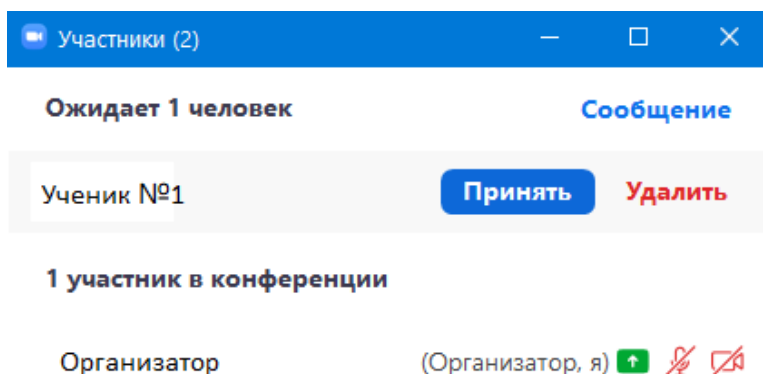 Участники (2)
Ожидает 1 человек Сообщение
Ученик №1 Принять Удалить
1 участник в конференции
Организатор (Организатор, я)